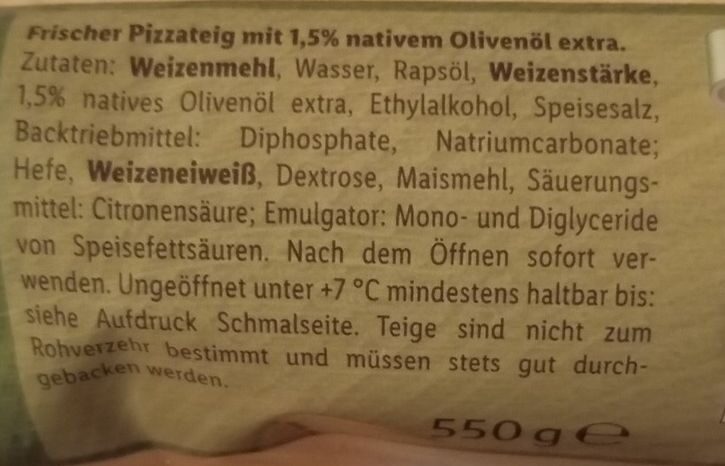 Frischer Pizzateig mit 1,5% nativem Olivenöl extra.
Zutaten: Weizenmehl, Wasser, Rapsöl, Weizenstärke,
1,5% natives Olivenöl extra, Ethylalkohol, Speisesalz,
Backtriebmittel: Diphosphate, Natriumcarbonate;
Hefe, Weizeneiweiß, Dextrose, Maismehl, Säuerungs-
mittel: Citronensäure; Emulgator: Mono- und Diglyceride
von Speisefettsäuren. Nach dem Öffnen sofort ver-
wenden. Ungeöffnet unter +7 °C mindestens haltbar bis:
siehe Aufdruck Schmalseite. Teige sind nicht zum
Rohverzehr bestimmt und müssen stets gut durch-
gebacken werden.
550 g ℮